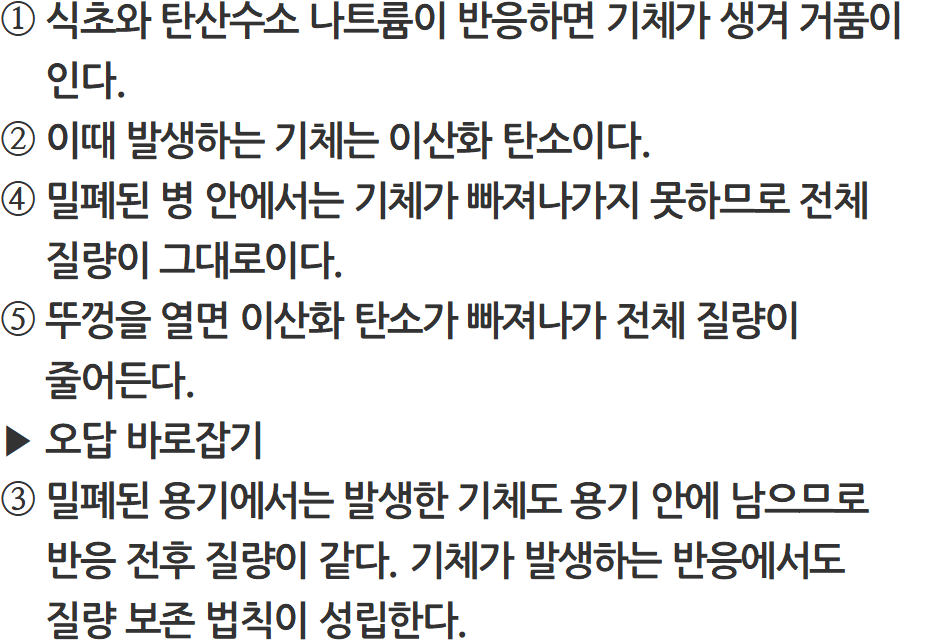 ① 식초와 탄산수소 나트륨이 반응하면 기체가 생겨 거품이
인다.
② 이때 발생하는 기체는 이산화 탄소이다.
④ 밀폐된 병 안에서는 기체가 빠져나가지 못하므로 전체
질량이 그대로이다.
⑤ 뚜껑을 열면 이산화 탄소가 빠져나가 전체 질량이
줄어든다.
▶ 오답 바로잡기
③ 밀폐된 용기에서는 발생한 기체도 용기 안에 남으므로
반응 전후 질량이 같다. 기체가 발생하는 반응에서도
질량 보존 법칙이 성립한다.